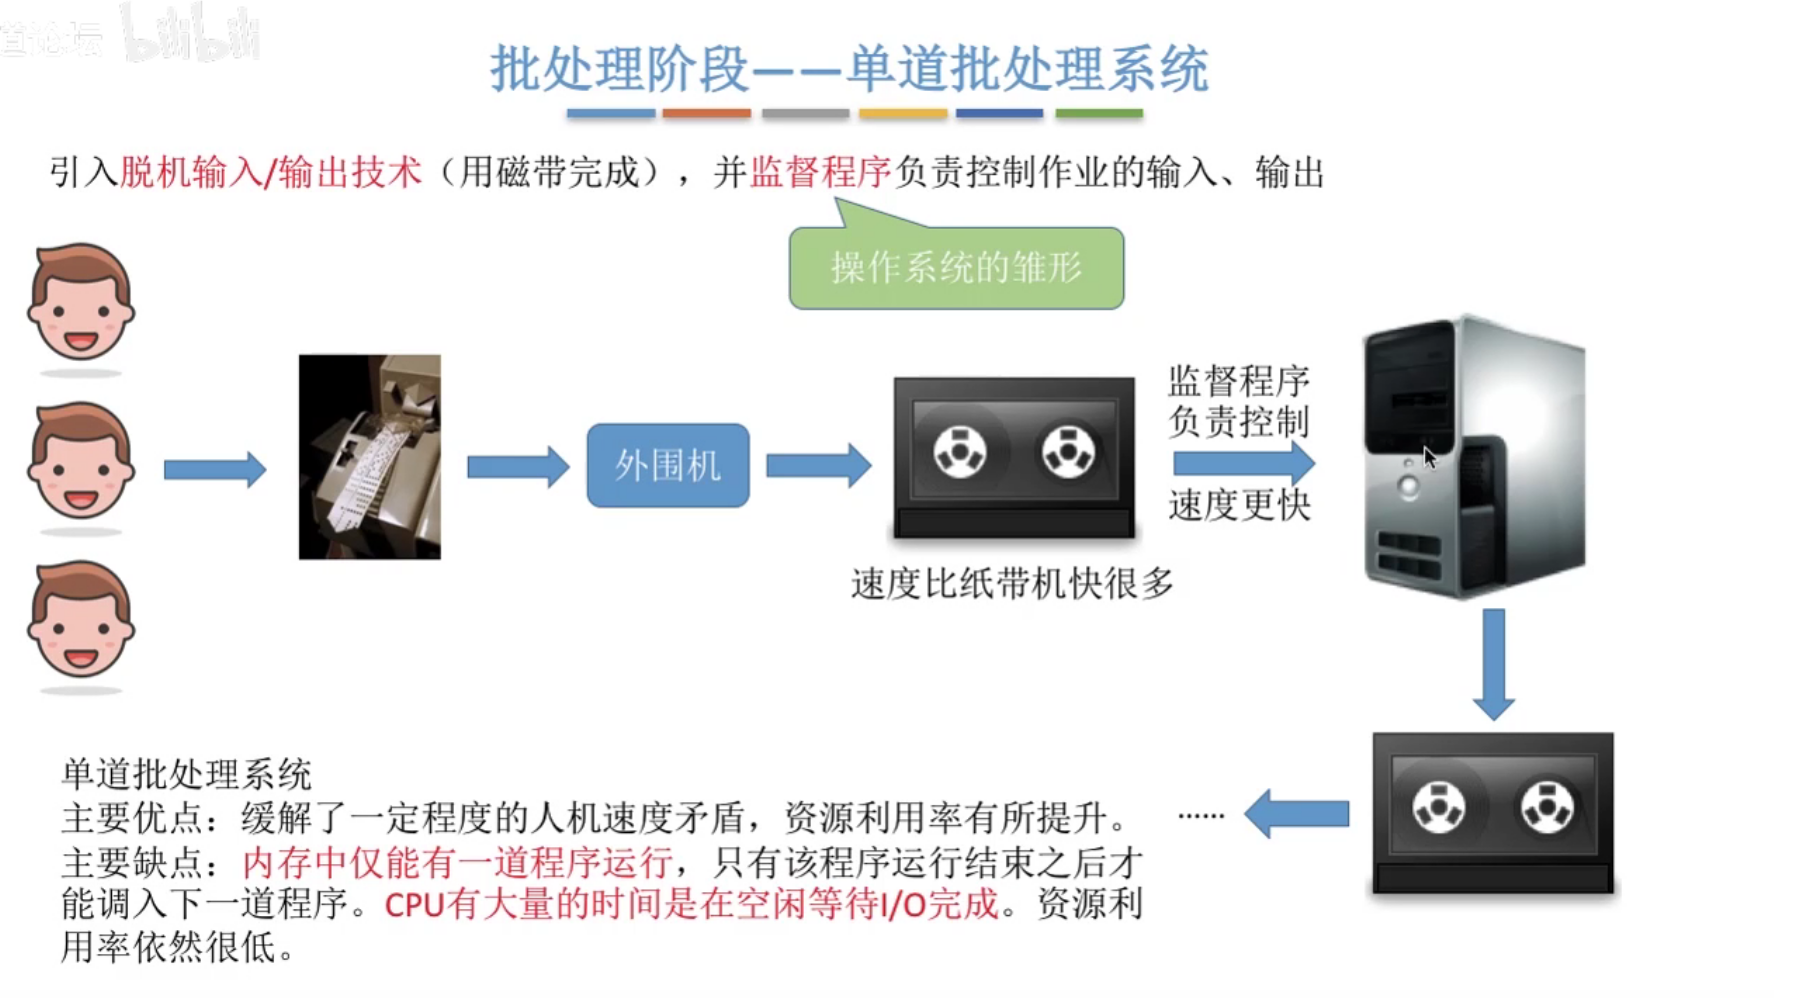 道论坛 bilibili
批处理阶段——单道批处理系统
引入脱机输入/输出技术（用磁带完成），并监督程序负责控制作业的输入、输出
操作系统的雏形
监督程序
负责控制
外围机
速度更快
速度比纸带机快很多
单道批处理系统
主要优点：缓解了一定程度的人机速度矛盾，资源利用率有所提升。
......
主要缺点：内存中仅能有一道程序运行，只有该程序运行结束之后才
能调入下一道程序。CPU有大量的时间是在空闲等待I/O完成。资源利
用率依然很低。